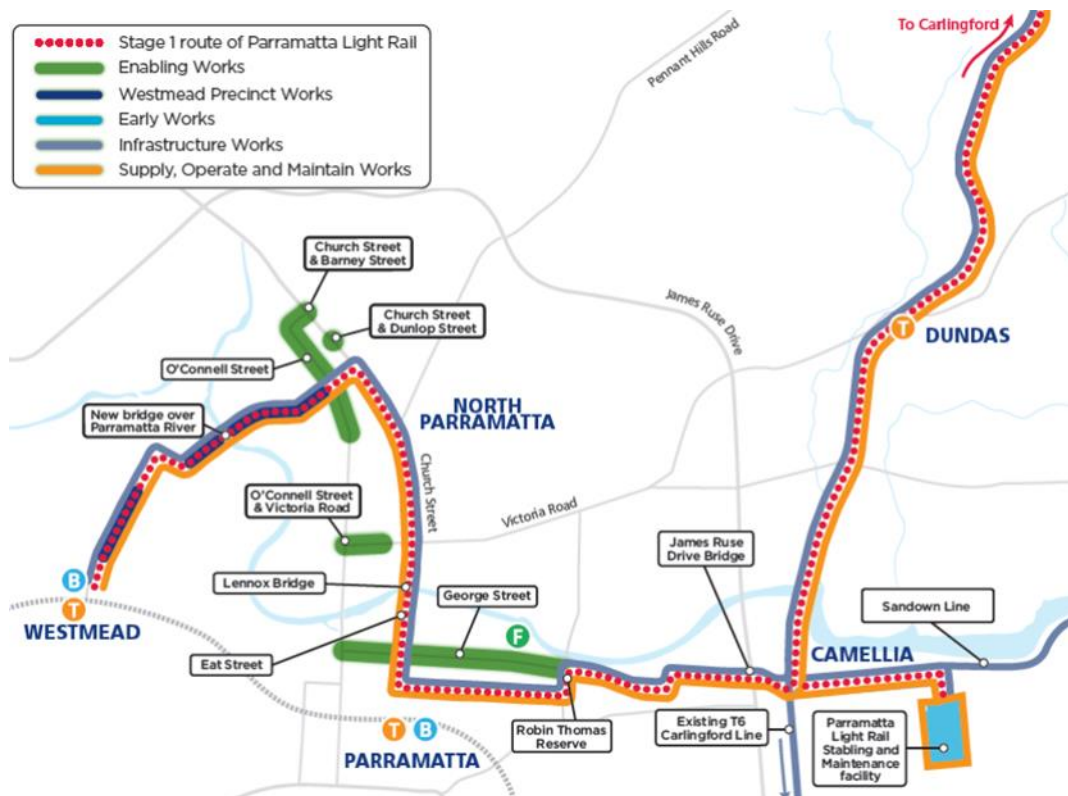 Stage 1 route of Parramatta Light Rail
Enabling Works
Westmead Precinct Works
Early Works
Infrastructure Works
Supply, Operate and Maintain Works
To Carlingford
Pennant Hills Road
Church Street
& Barney Street
Church Street
& Dunlop Street
James Ruse
Drive
O'Connell Street
T
DUNDAS
New bridge over
Parramatta River
NORTH
PARRAMATTA
Church Street
O'Connell Street
& Victoria Road
Victoria Road
James Ruse
Drive Bridge
B
Lennox Bridge
George Street
Sandown Line
T
WESTMEAD
F
Eat Street
CAMELLIA
T
B
PARRAMATTA
Robin Thomas
Reserve
Existing T6
Carlingford Line
Parramatta
Light Rail
Stabling and
Maintenance
facility